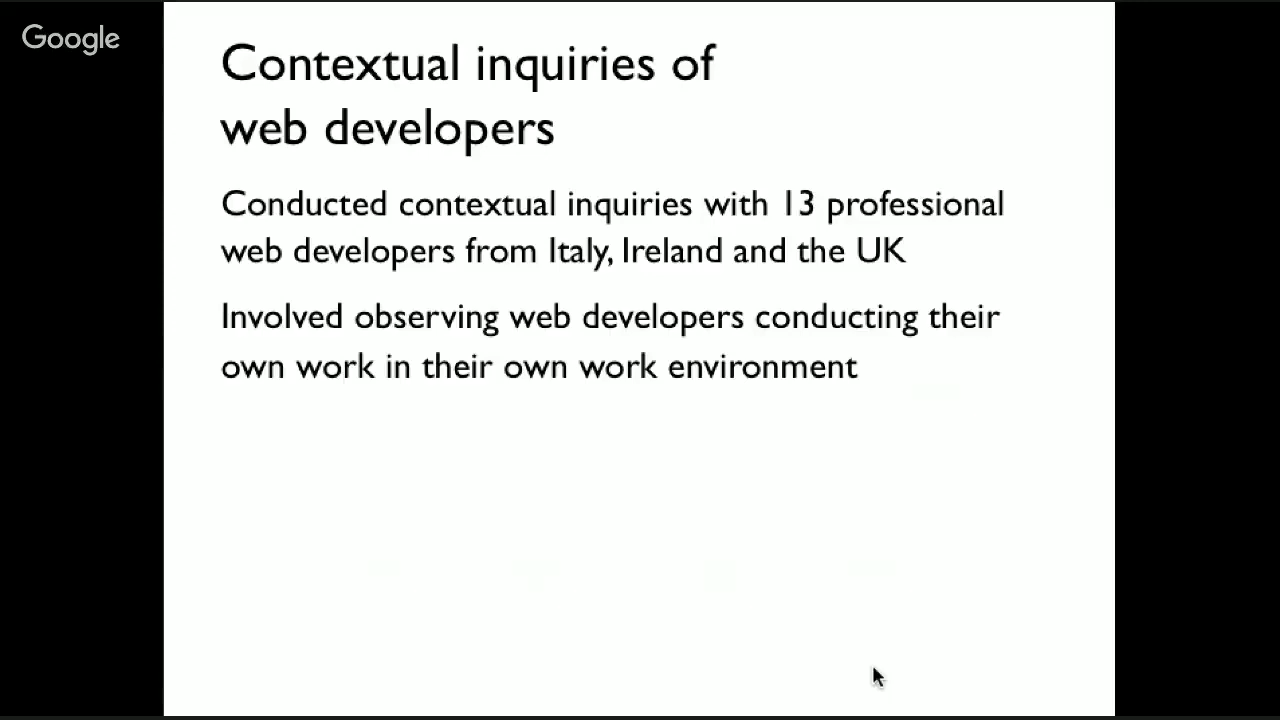 Google
Contextual inquiries of
web developers
Conducted contextual inquiries with 13 professional
web developers from Italy, Ireland and the UK
Involved observing web developers conducting their
own work in their own work environment